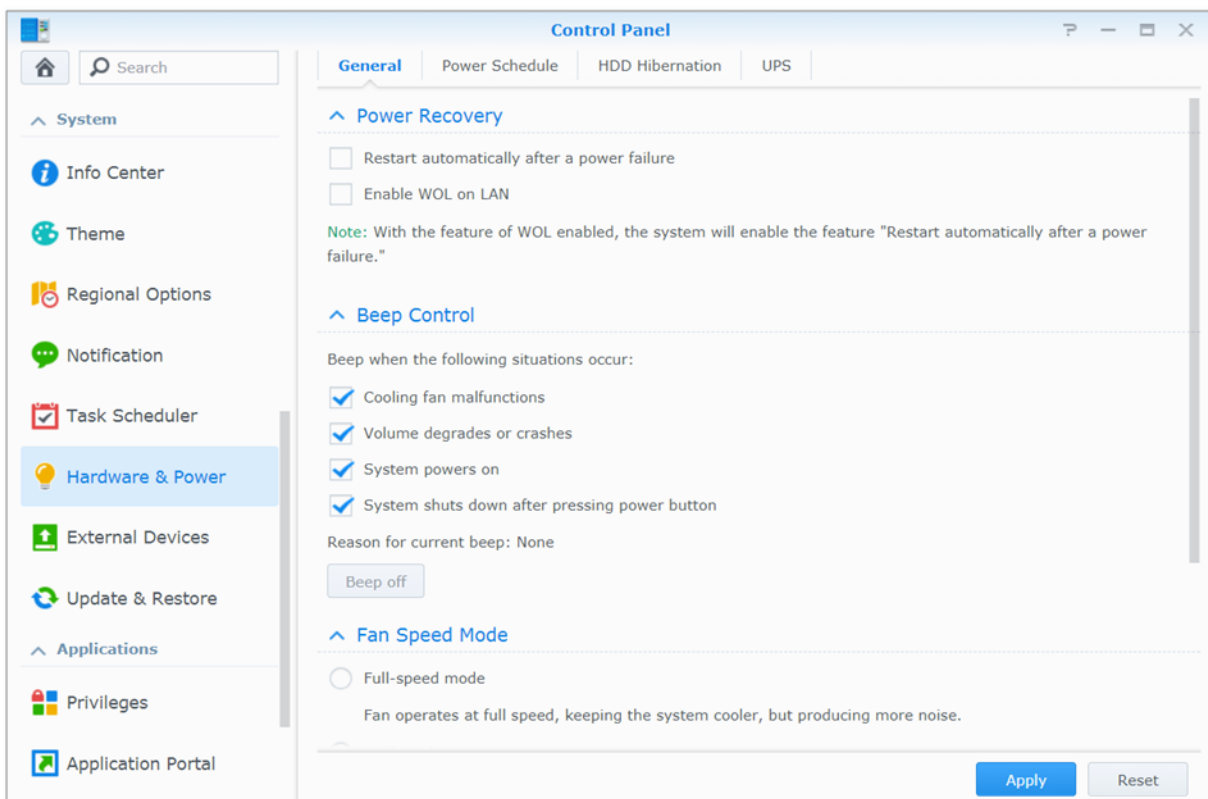 Control Panel
Search
System
Info Center
Theme
Regional Options
Notification
Task Scheduler
Hardware & Power
External Devices
Update & Restore
Applications
Privileges
Application Portal
General
Power Schedule
HDD Hibernation
UPS
Power Recovery
Restart automatically after a power failure
Enable WOL on LAN
Note: With the feature of WOL enabled, the system will enable the feature "Restart automatically after a power
failure."
Beep Control
Beep when the following situations occur:
Cooling fan malfunctions
Volume degrades or crashes
System powers on
System shuts down after pressing power button
Reason for current beep: None
Beep off
Fan Speed Mode
Full-speed mode
Fan operates at full speed, keeping the system cooler, but producing more noise.
Apply
Reset